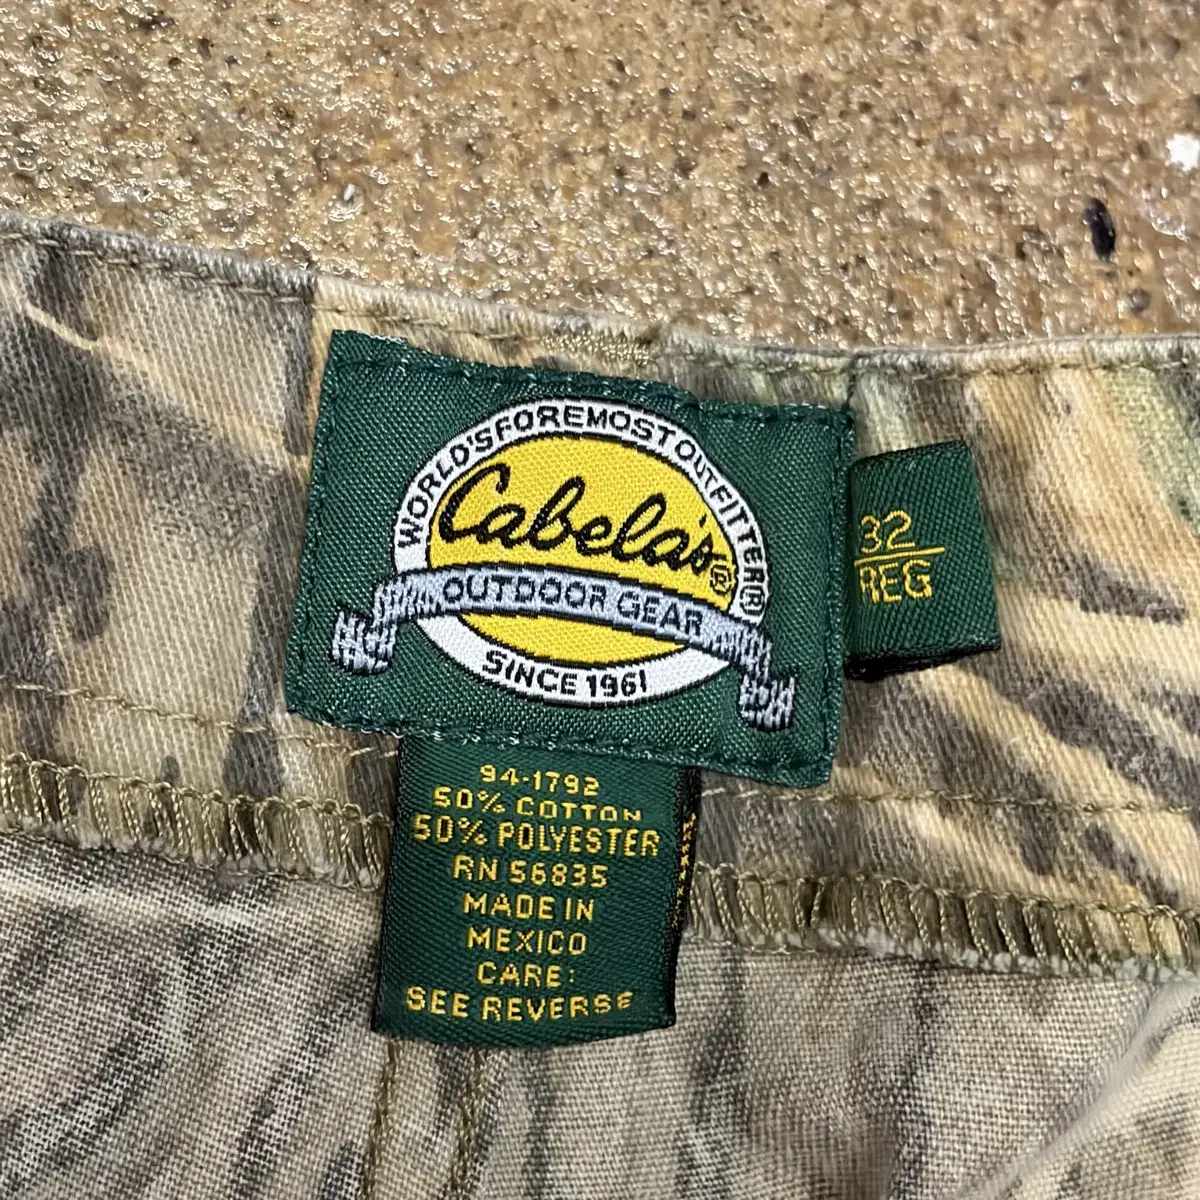 WORLD'S FOREMOST OUTFITTER®
Cabela's®
OUTDOOR GEAR
SINCE 1961
32
REG
94-1792
50% COTTON
50% POLYESTER
RN 56835
MADE IN
MEXICO
CARE:
SEE REVERSE